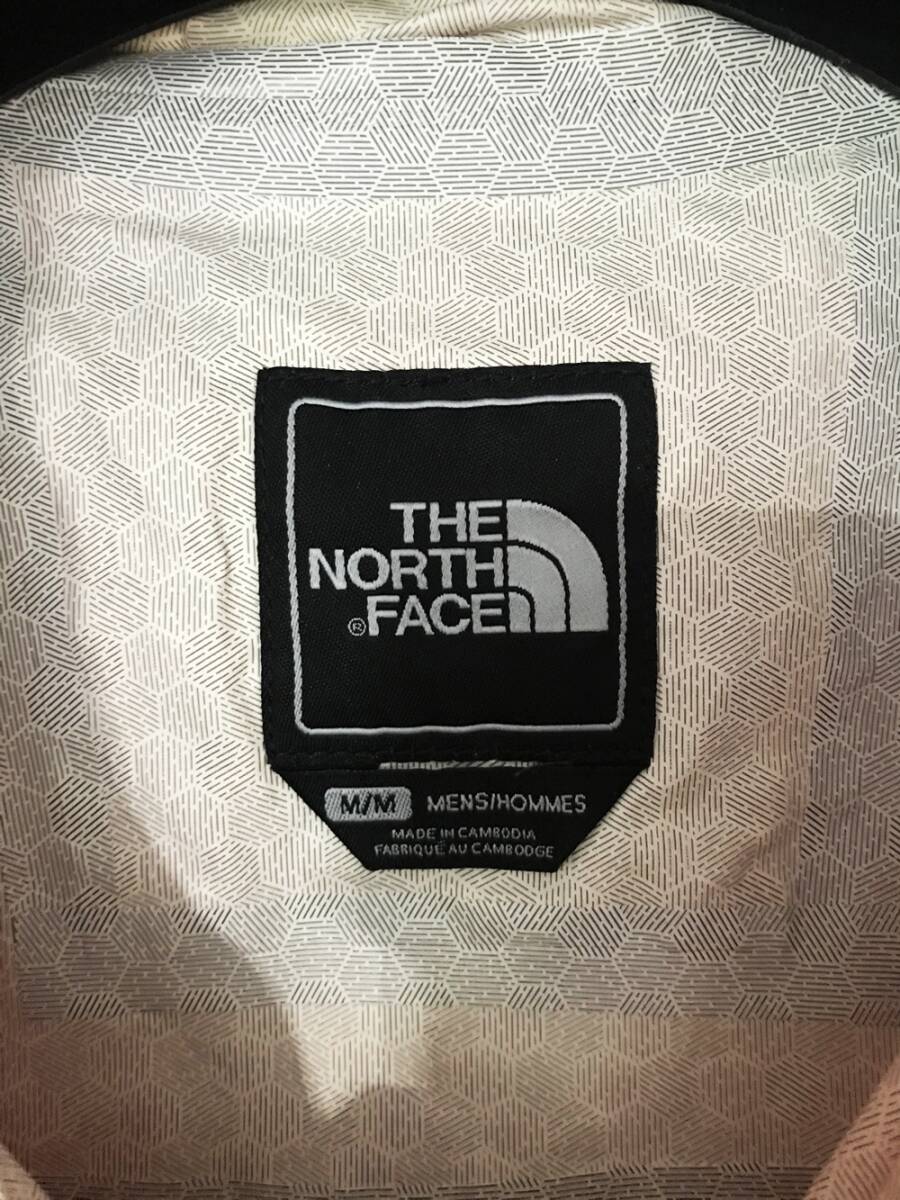 THE
NORTH
® FACE
M/M MENS/HOMMES
MADE IN CAMBODIA
FABRIQUÉ AU CAMBODGE